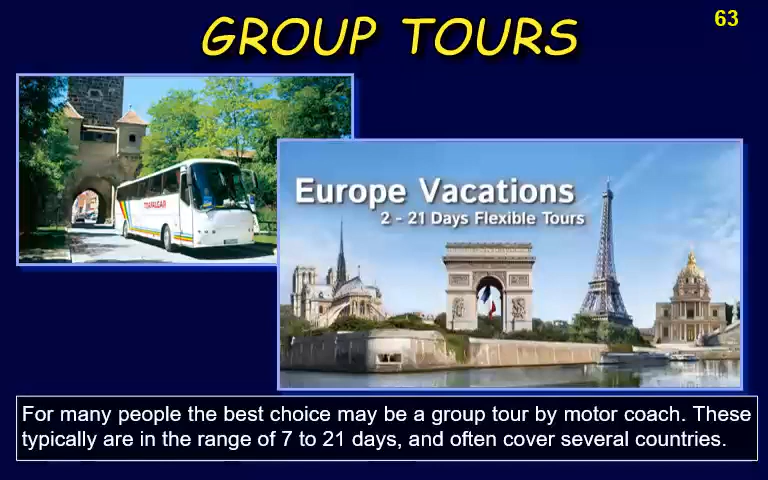 63
GROUP TOURS
TRAFALGAR
Europe Vacations
2 - 21 Days Flexible Tours
For many people the best choice may be a group tour by motor coach. These
typically are in the range of 7 to 21 days, and often cover several countries.